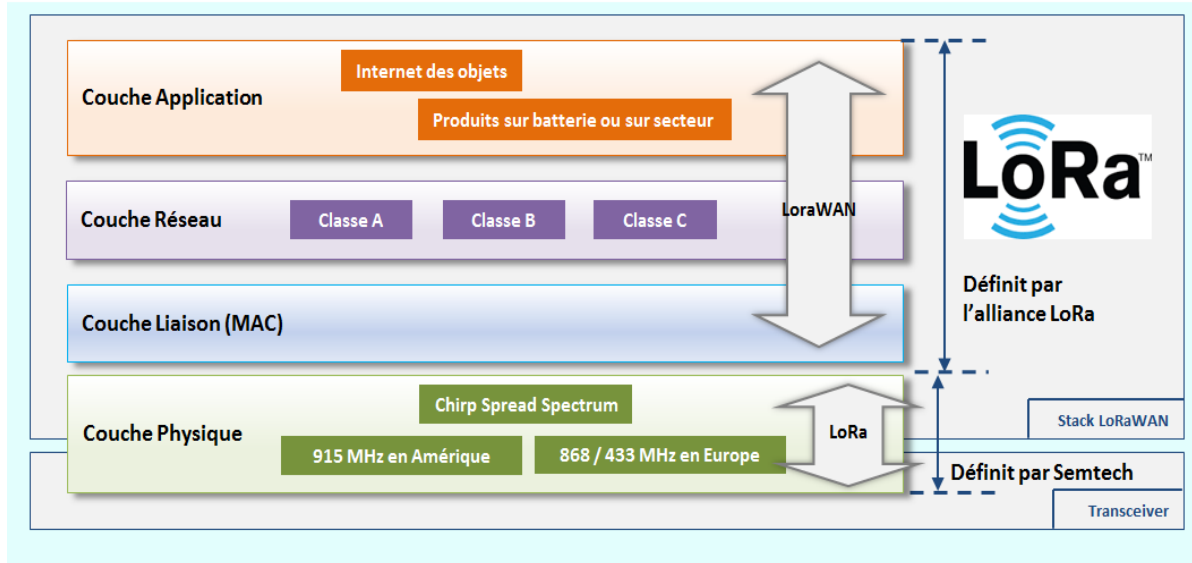 Couche Application
Internet des objets
Produits sur batterie ou sur secteur
Couche Réseau
Classe A
Classe B
Classe C
LoraWAN
Couche Liaison (MAC)
LoRa™
Définit par
l'alliance LoRa
Couche Physique
Chirp Spread Spectrum
915 MHz en Amérique
868 / 433 MHz en Europe
LoRa
Stack LoRaWAN
Définit par Semtech
Transceiver